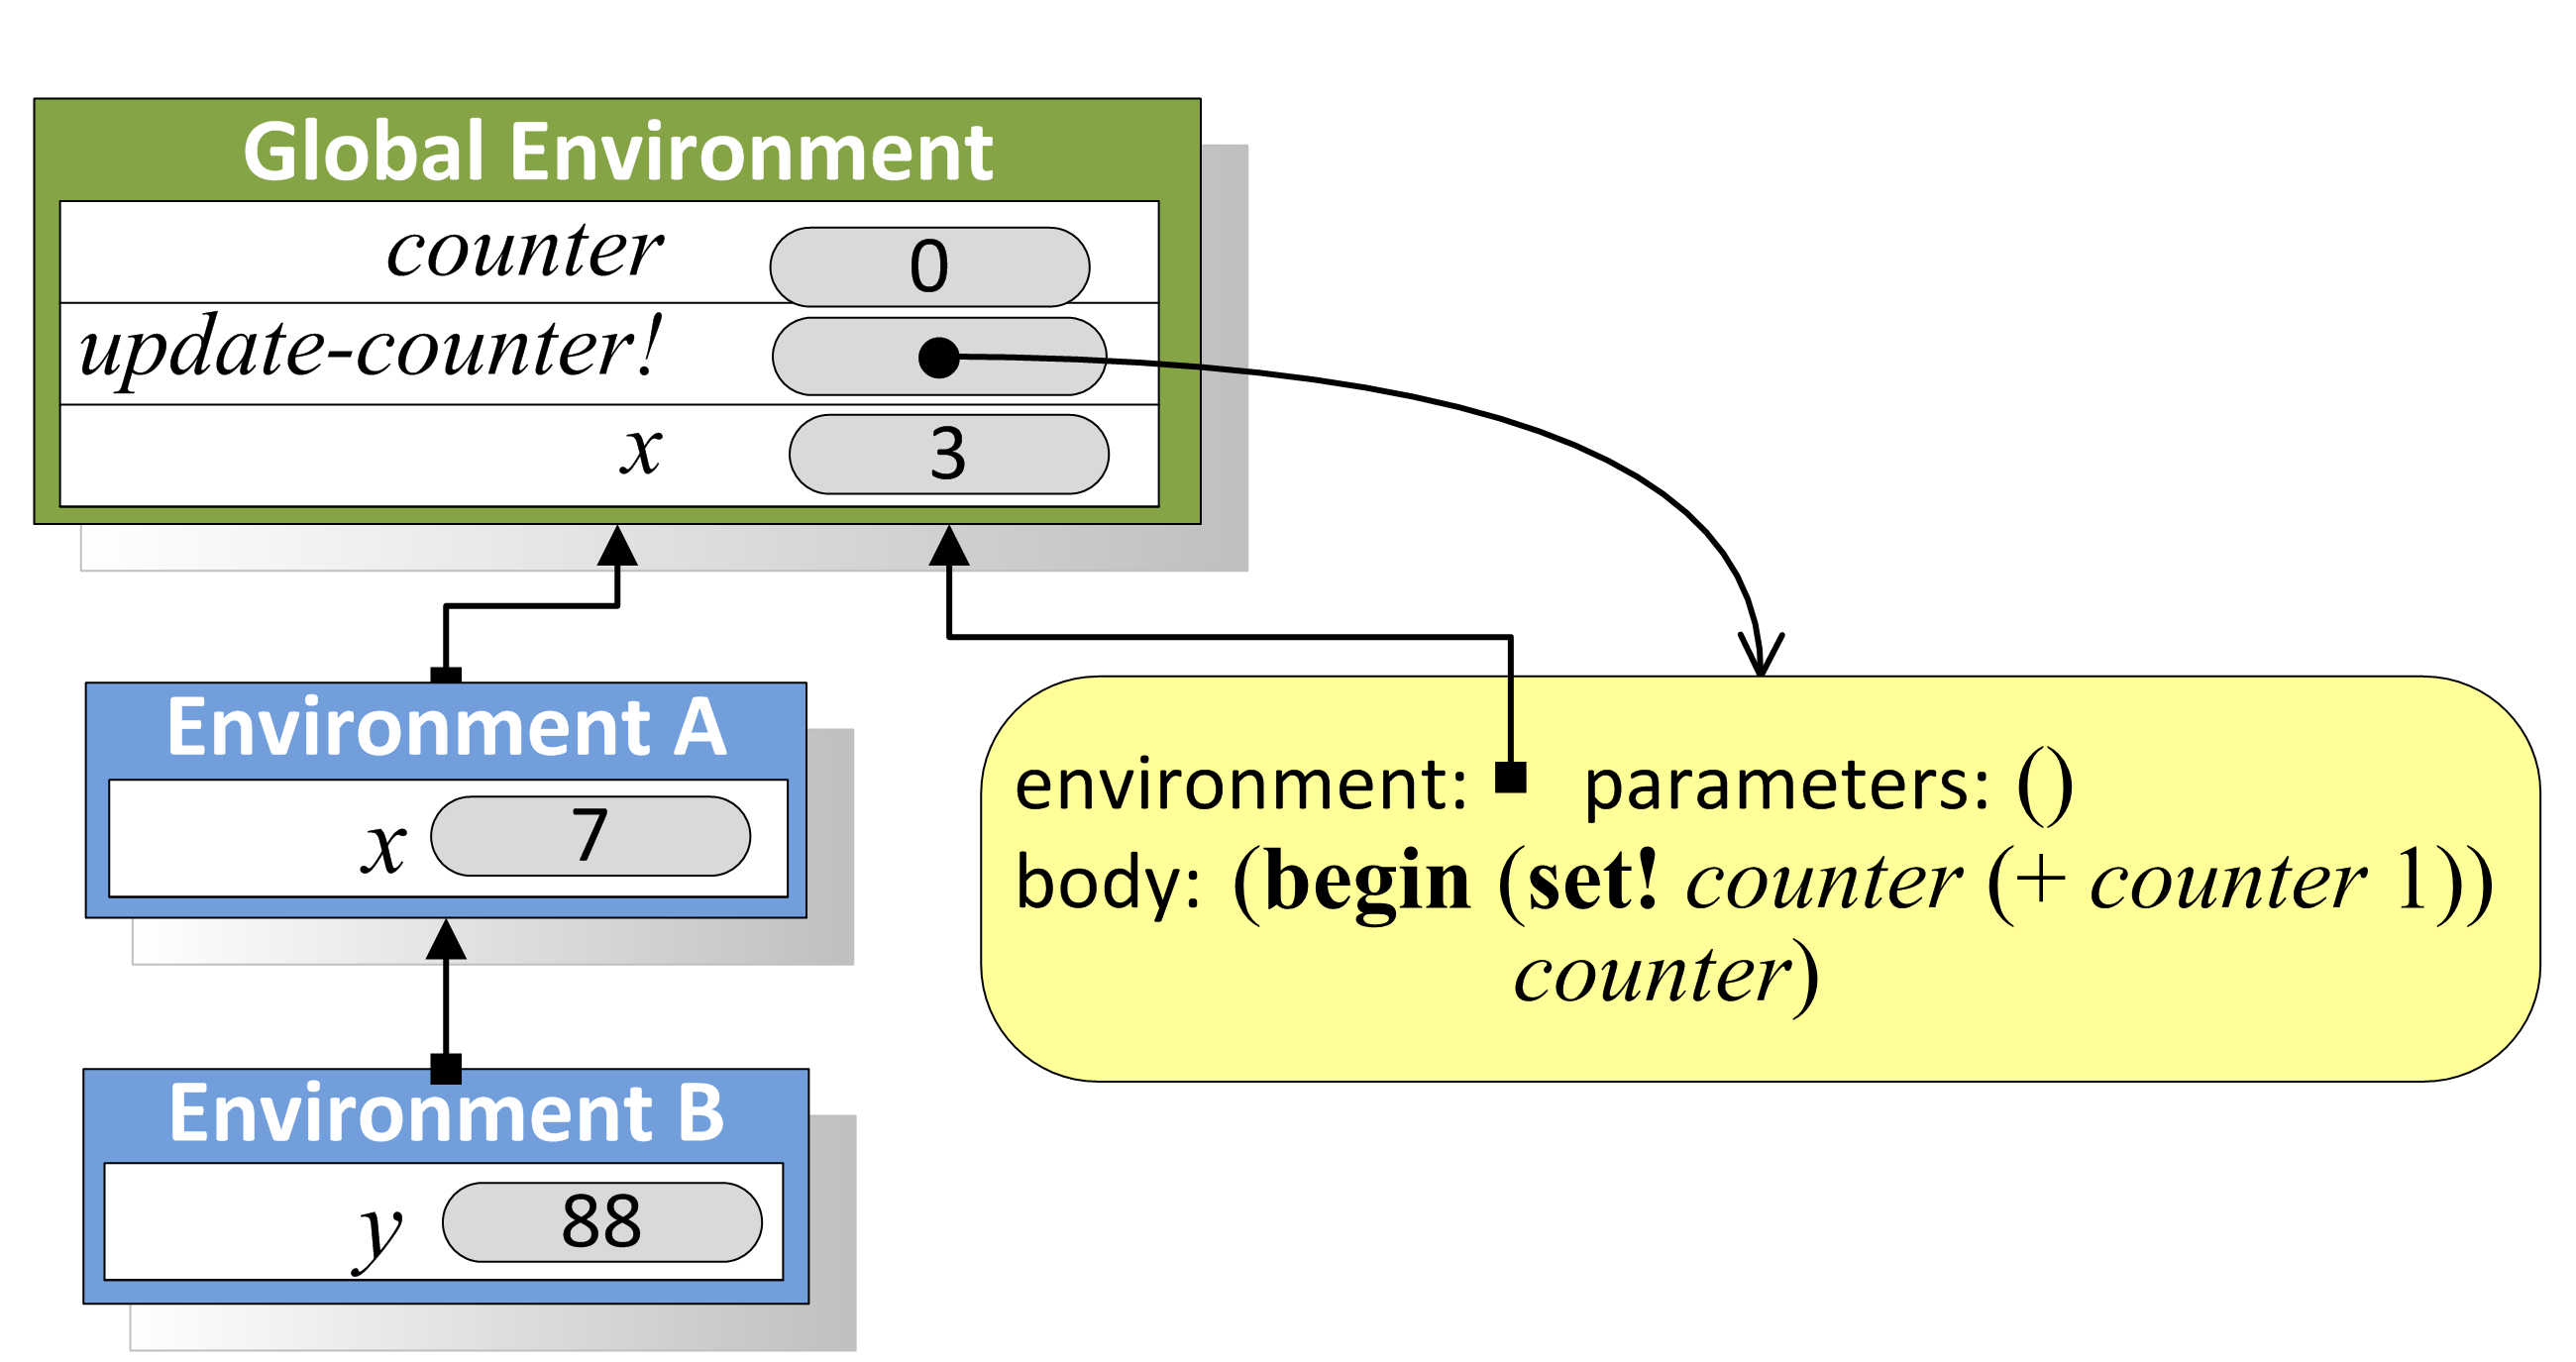 Global Environment
counter 0
update-counter!
x 3
Environment A
x 7
environment: parameters: ()
body: (begin (set! counter (+ counter 1))
counter)
Environment B
y 88